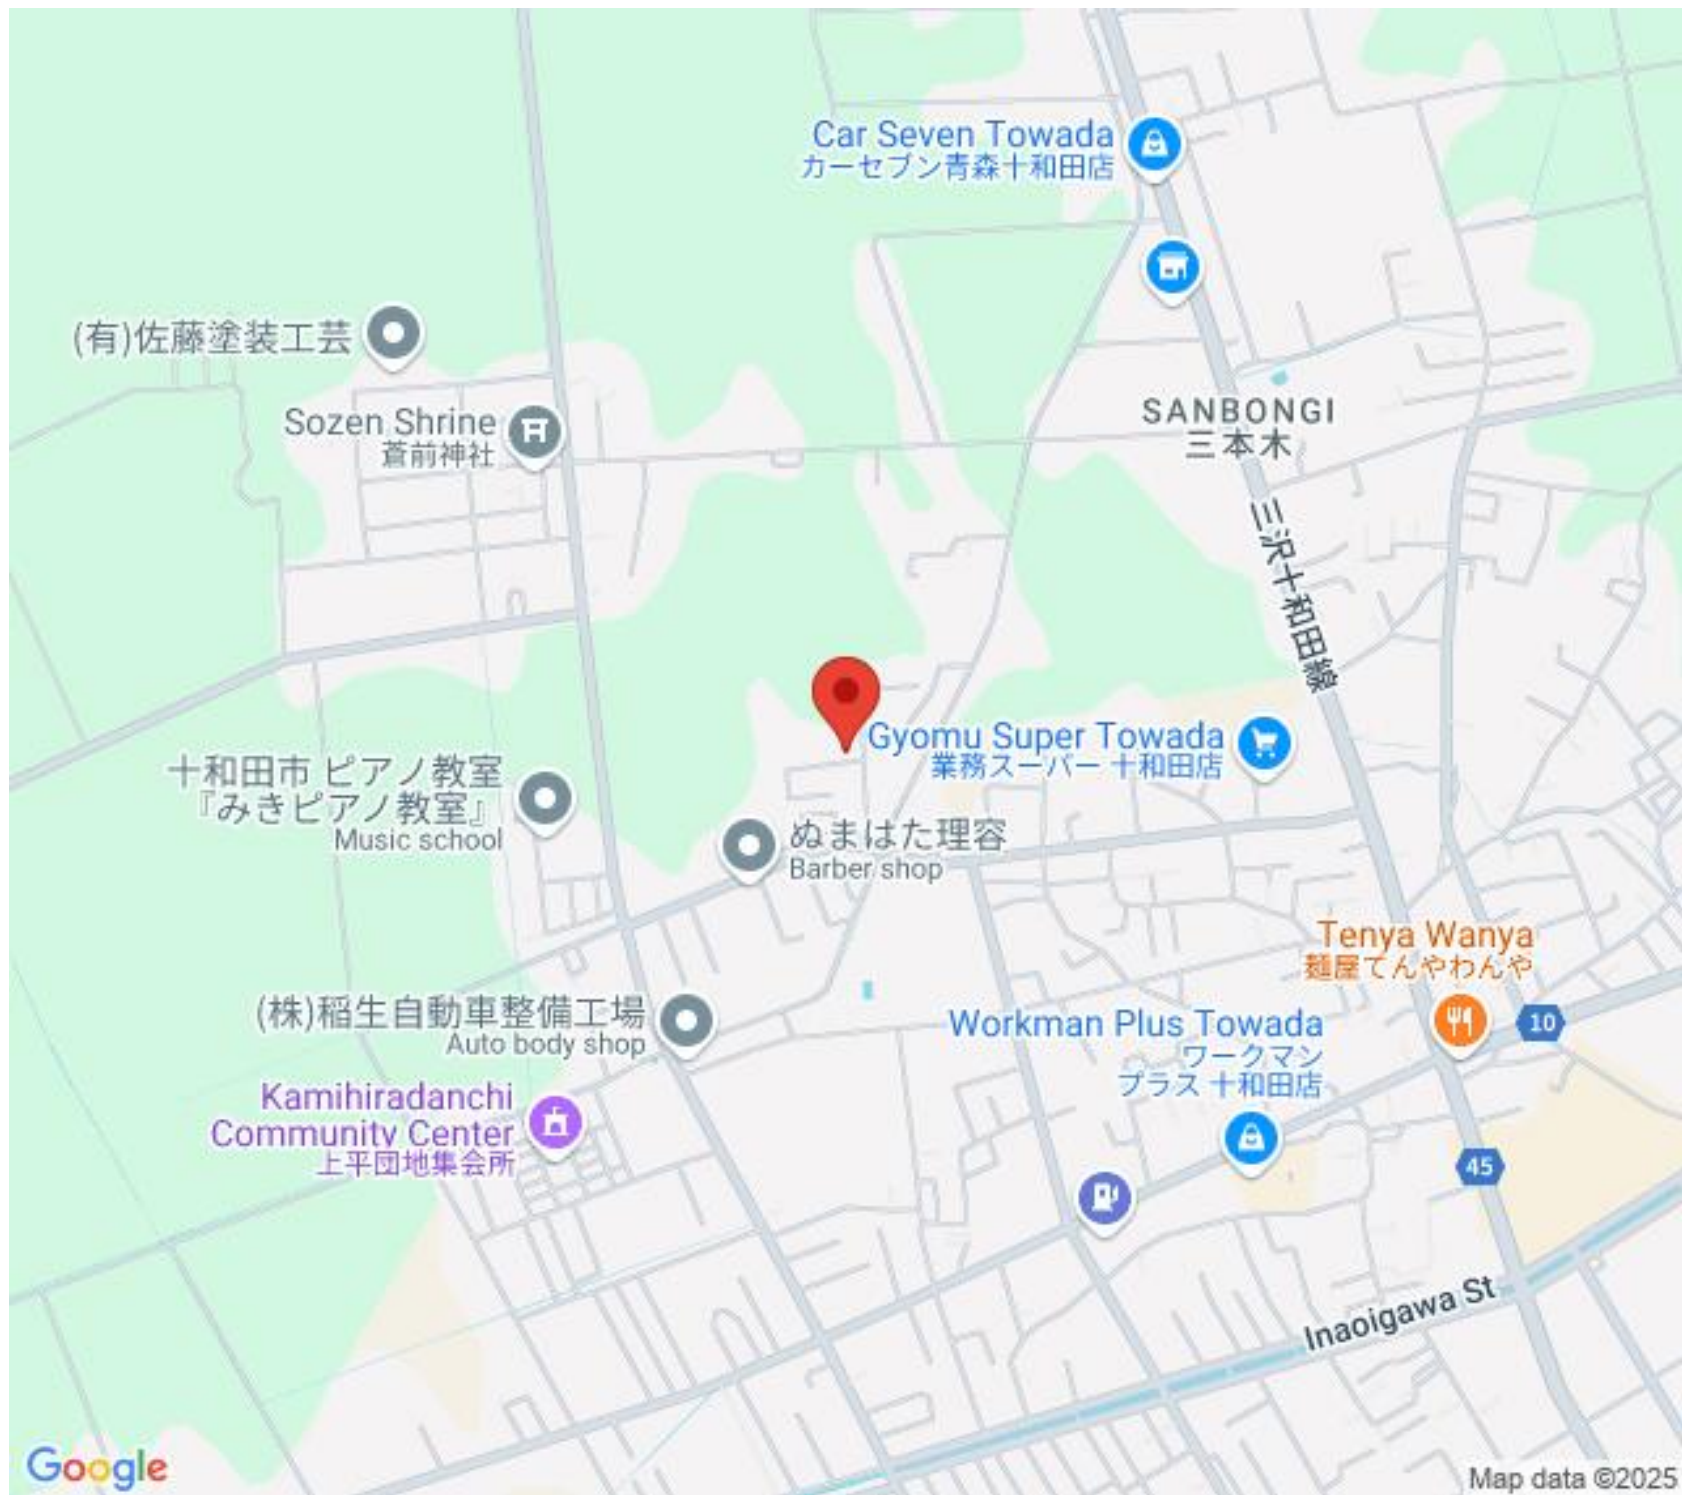 Car Seven Towada
カーセブン青森十和田店
(有)佐藤塗装工芸
Sozen Shrine
蒼前神社
SANBONGI
三本木
三沢十和田線
Gyomu Super Towada
業務スーパー 十和田店
十和田市 ピアノ教室
『みきピアノ教室』
Music school
ぬまはた理容
Barber shop
Tenya Wanya
麺屋てんやわんや
(株)稲生自動車整備工場
Auto body shop
Workman Plus Towada
ワークマン
プラス 十和田店
10
Kamihiradanchi
Community Center
上平団地集会所
45
Inaoigawa St
Google
Map data ©2025